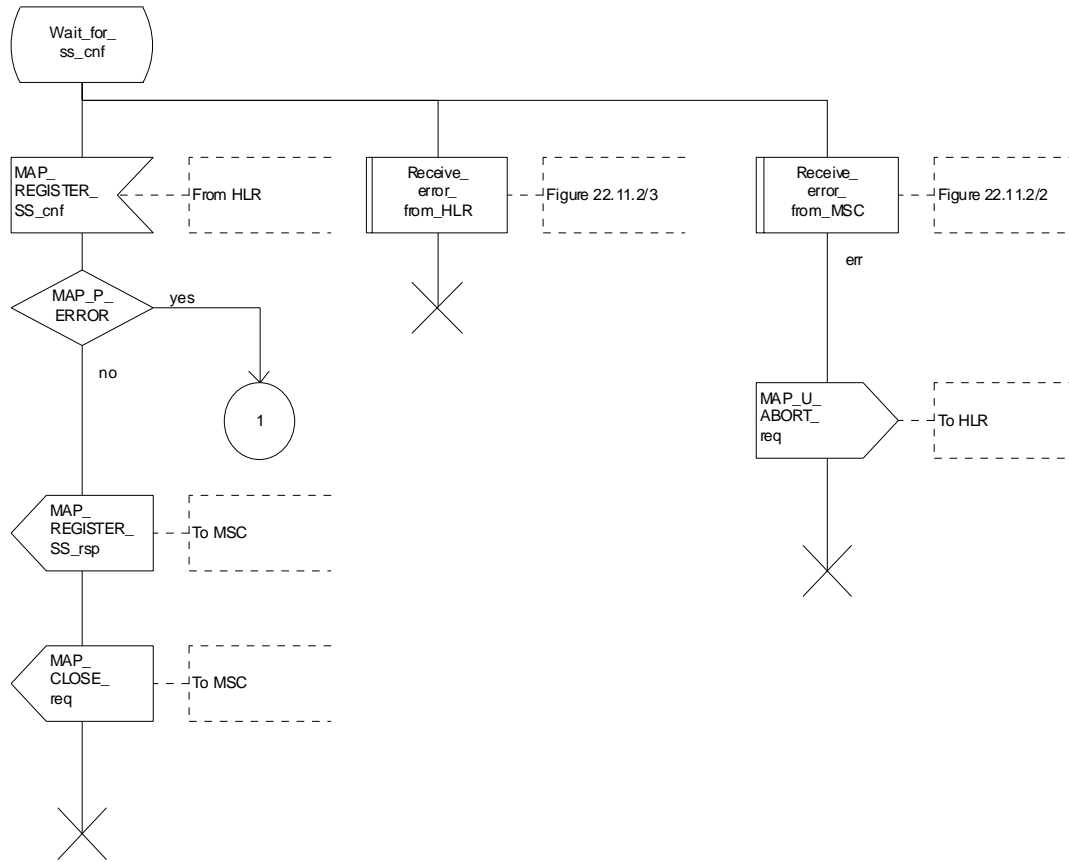 Wait_for_
ss_cnf
MAP_
REGISTER_
SS_cnf
From HLR
Receive_
error_
from_HLR
Figure 22.11.2/3
Receive_
error_
from_MSC
Figure 22.11.2/2
err
MAP_P_
ERROR
yes
no
1
MAP_U_
ABORT_
req
To HLR
MAP_
REGISTER_
SS_rsp
To MSC
MAP_
CLOSE_
req
To MSC